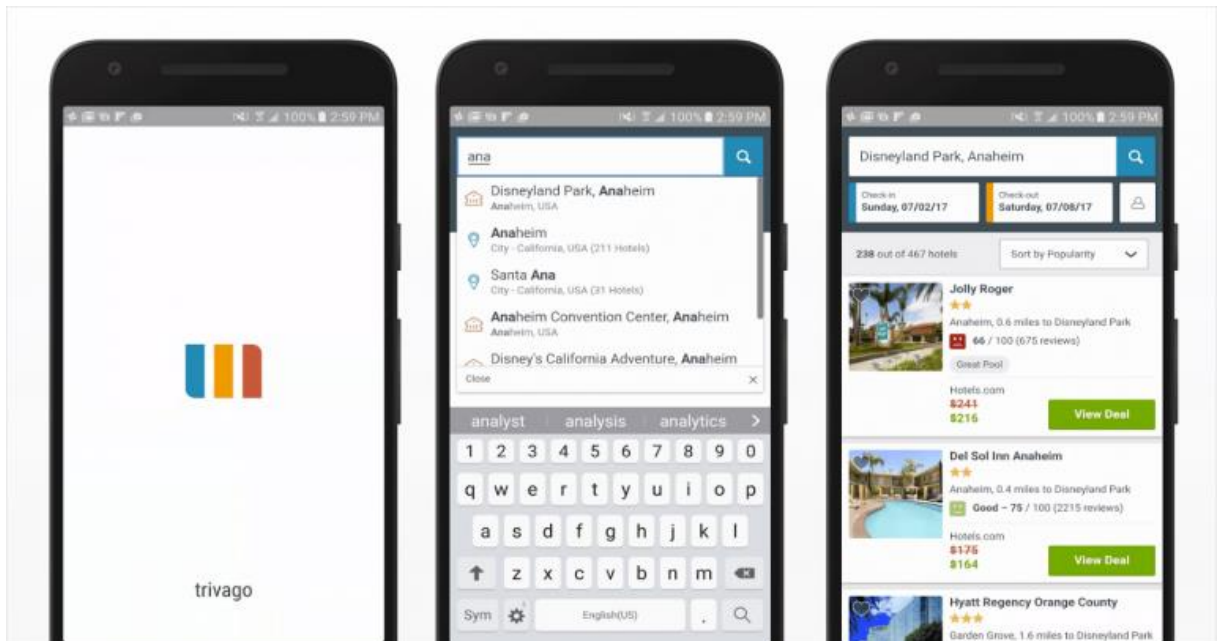 100% 2:59 PM
trivago
100% 2:59 PM
ana
Disneyland Park, Anaheim
Anaheim, USA
Anaheim
City - California, USA (211 Hotels)
Santa Ana
City - California, USA (31 Hotels)
Anaheim Convention Center, Anaheim
Anaheim, USA
Disney's California Adventure, Anaheim
Close
analyst analysis analytics
1 2 3 4 5 6 7 8 9 0
q w e r t y u i o p
a s d f g h j k l
z x c v b n m
Sym English(US) .
100% 2:59 PM
Disneyland Park, Anaheim
Check-in
Sunday, 07/02/17
Check-out
Saturday, 07/08/17
238 out of 467 hotels
Sort by Popularity
Jolly Roger
Anaheim, 0.6 miles to Disneyland Park
66 / 100 (675 reviews)
Great Pool
Hotels.com
$241
$216
View Deal
Del Sol Inn Anaheim
Anaheim, 0.4 miles to Disneyland Park
Good – 75 / 100 (2215 reviews)
Hotels.com
$175
$164
View Deal
Hyatt Regency Orange County
Garden Grove, 1.6 miles to Disneyland Park